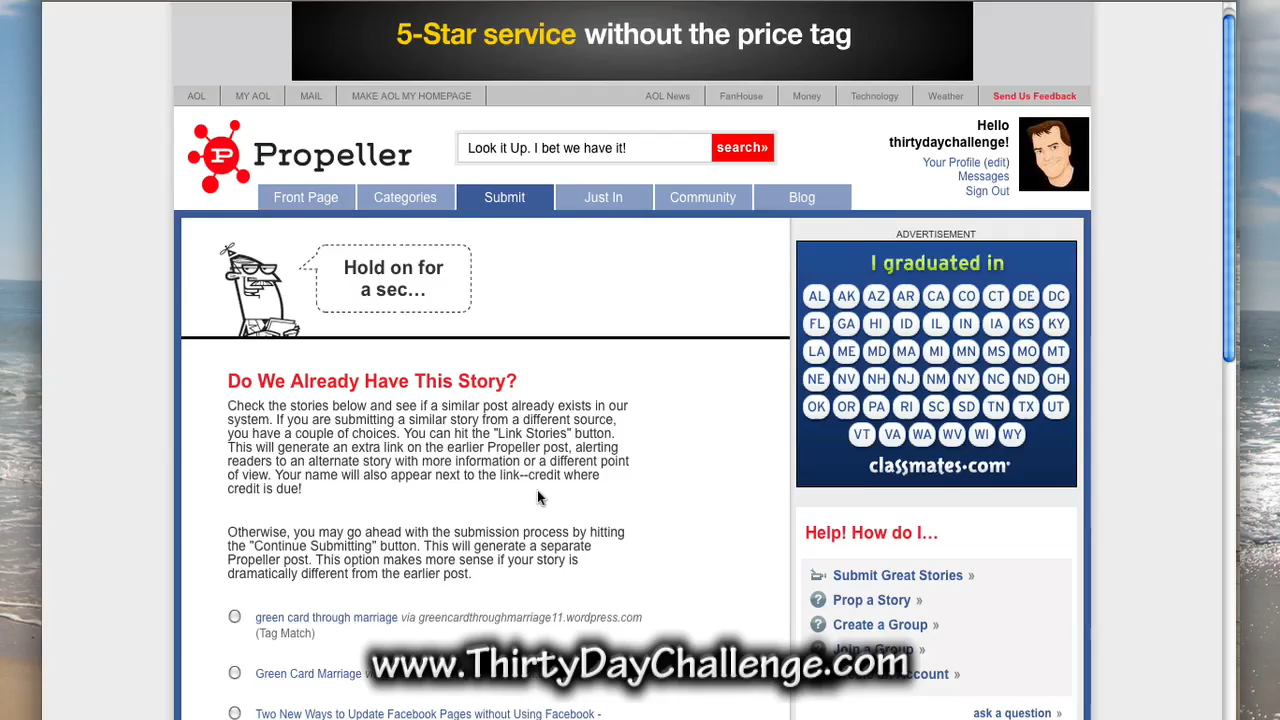 5-Star service without the price tag
AOL MY AOL MAIL MAKE AOL MY HOMEPAGE AOL News FanHouse Money Technology Weather Send Us Feedback
P Propeller
Look it Up. I bet we have it! search»
Hello
thirtydaychallenge!
Your Profile (edit)
Messages
Sign Out
Front Page Categories Submit Just In Community Blog
Hold on for
a sec...
Do We Already Have This Story?
Check the stories below and see if a similar post already exists in our
system. If you are submitting a similar story from a different source,
you have a couple of choices. You can hit the "Link Stories" button.
This will generate an extra link on the earlier Propeller post, alerting
readers to an alternate story with more information or a different point
of view. Your name will also appear next to the link--credit where
credit is due!
Otherwise, you may go ahead with the submission process by hitting
the "Continue Submitting" button. This will generate a separate
Propeller post. This option makes more sense if your story is
dramatically different from the earlier post.
green card through marriage via greencardthroughmarriage11.wordpress.com
(Tag Match)
Green Card Marriage
Two New Ways to Update Facebook Pages without Using Facebook -
ADVERTISEMENT
I graduated in
AL AK AZ AR CA CO CT DE DC
FL GA HI ID IL IN IA KS KY
LA ME MD MA MI MN MS MO MT
NE NV NH NJ NM NY NC ND OH
OK OR PA RI SC SD TN TX UT
VT VA WA WV WI WY
classmates.com
Help! How do I...
Submit Great Stories »
? Prop a Story »
? Create a Group »
? Join a Group »
Account »
ask a question »
www.ThirtyDayChallenge.com